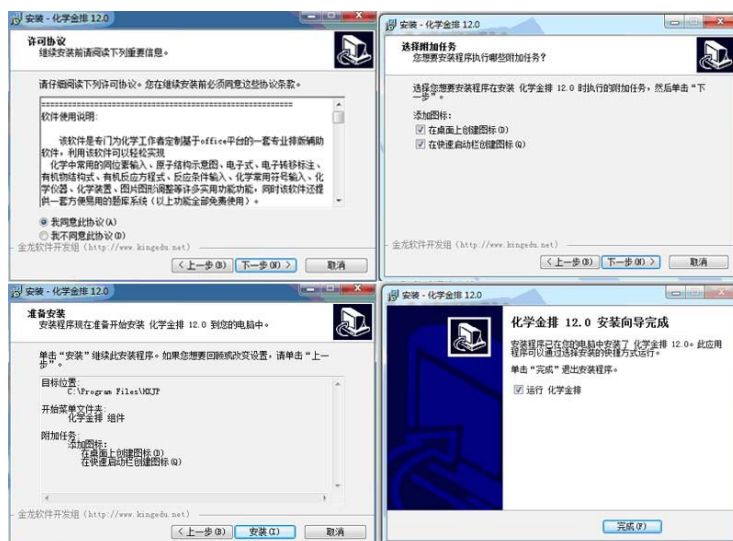 安装 - 化学金排 12.0
许可协议
继续安装前请阅读下列重要信息。
请仔细阅读下列许可协议。您在继续安装前必须同意这些协议条款。
软件使用说明:
该软件是专门为化学工作者定制基于office平台的一套专业排版辅助
软件，利用该软件可以轻松实现
化学中常用的同位素输入、原子结构示意图、电子式、电子转移标注、
有机物结构式、有机反应方程式、反应条件输入、化学常用符号输入、化
学仪器、化学装置、图片图形调整等许多实用功能功能，同时该软件还提
供一套方便易用的题库系统（以上功能全部免费使用）。
我同意此协议(A)
我不同意此协议(D)
金龙软件开发组 (http://www.kingedu.net)
< 上一步(B) 下一步(N) > 取消
安装 - 化学金排 12.0
选择附加任务
您想要安装程序执行哪些附加任务?
选择您想要安装程序在安装 化学金排 12.0 时执行的附加任务，然后单击“下
一步”。
添加图标:
在桌面上创建图标(D)
在快速启动栏创建图标(Q)
金龙软件开发组 (http://www.kingedu.net)
< 上一步(B) 下一步(N) > 取消
安装 - 化学金排 12.0
准备安装
安装程序现在准备开始安装 化学金排 12.0 到您的电脑中。
单击“安装”继续此安装程序。如果您想要回顾或改变设置，请单击“上一
步”。
目标位置:
C:\Program Files\HXJP
开始菜单文件夹:
化学金排 组件
附加任务:
添加图标:
在桌面上创建图标(D)
在快速启动栏创建图标(Q)
金龙软件开发组 (http://www.kingedu.net)
< 上一步(B) 安装(I) 取消
安装 - 化学金排 12.0
化学金排 12.0 安装向导完成
安装程序已在您的电脑中安装了 化学金排 12.0。此应用
程序可以通过选择安装的快捷方式运行。
单击“完成”退出安装程序。
运行 化学金排
完成(F)